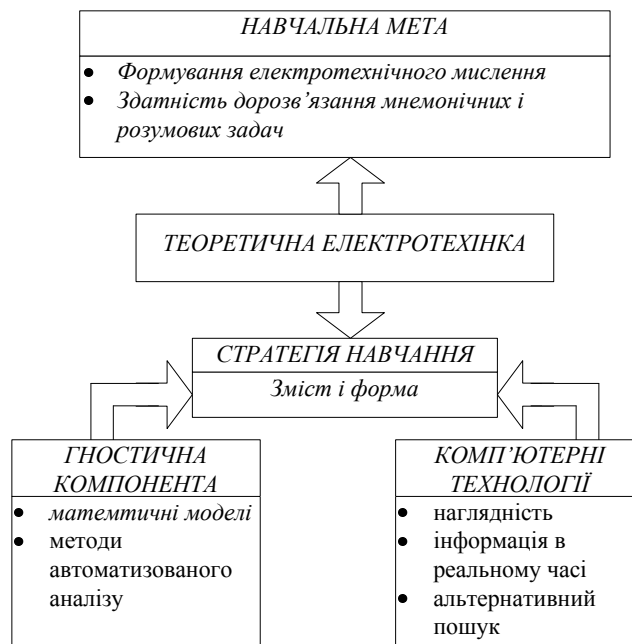 НАВЧАЛЬНА МЕТА
• Формування електротехнічного мислення
• Здатність дорозв’язання мнемонічних і
розумових задач
ТЕОРЕТИЧНА ЕЛЕКТРОТЕХІНКА
СТРАТЕГІЯ НАВЧАННЯ
Зміст і форма
ГНОСТИЧНА
КОМПОНЕНТА
• матемтичні моделі
• методи
автоматизованого
аналізу
КОМП’ЮТЕРНІ
ТЕХНОЛОГІЇ
• наглядність
• інформація в
реальному часі
• альтернативний
пошук